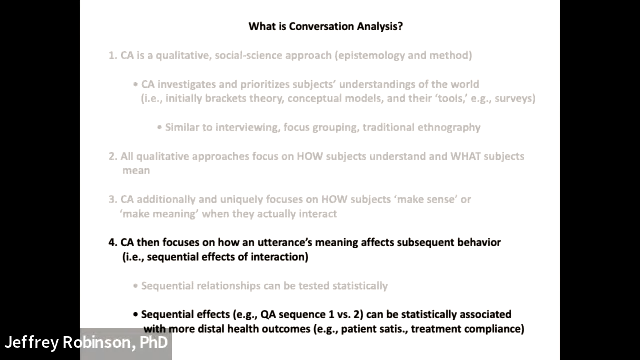 What is Conversation Analysis?
1. CA is a qualitative, social-science approach (epistemology and method)
• CA investigates and prioritizes subjects' understandings of the world
(i.e., initially brackets theory, conceptual models, and their 'tools,' e.g., surveys)
• Similar to interviewing, focus grouping, traditional ethnography
2. All qualitative approaches focus on HOW subjects understand and WHAT subjects
mean
3. CA additionally and uniquely focuses on HOW subjects 'make sense' or
'make meaning' when they actually interact
4. CA then focuses on how an utterance's meaning affects subsequent behavior
(i.e., sequential effects of interaction)
• Sequential relationships can be tested statistically
• Sequential effects (e.g., QA sequence 1 vs. 2) can be statistically associated
with more distal health outcomes (e.g., patient satis., treatment compliance)
Jeffrey Robinson, PhD